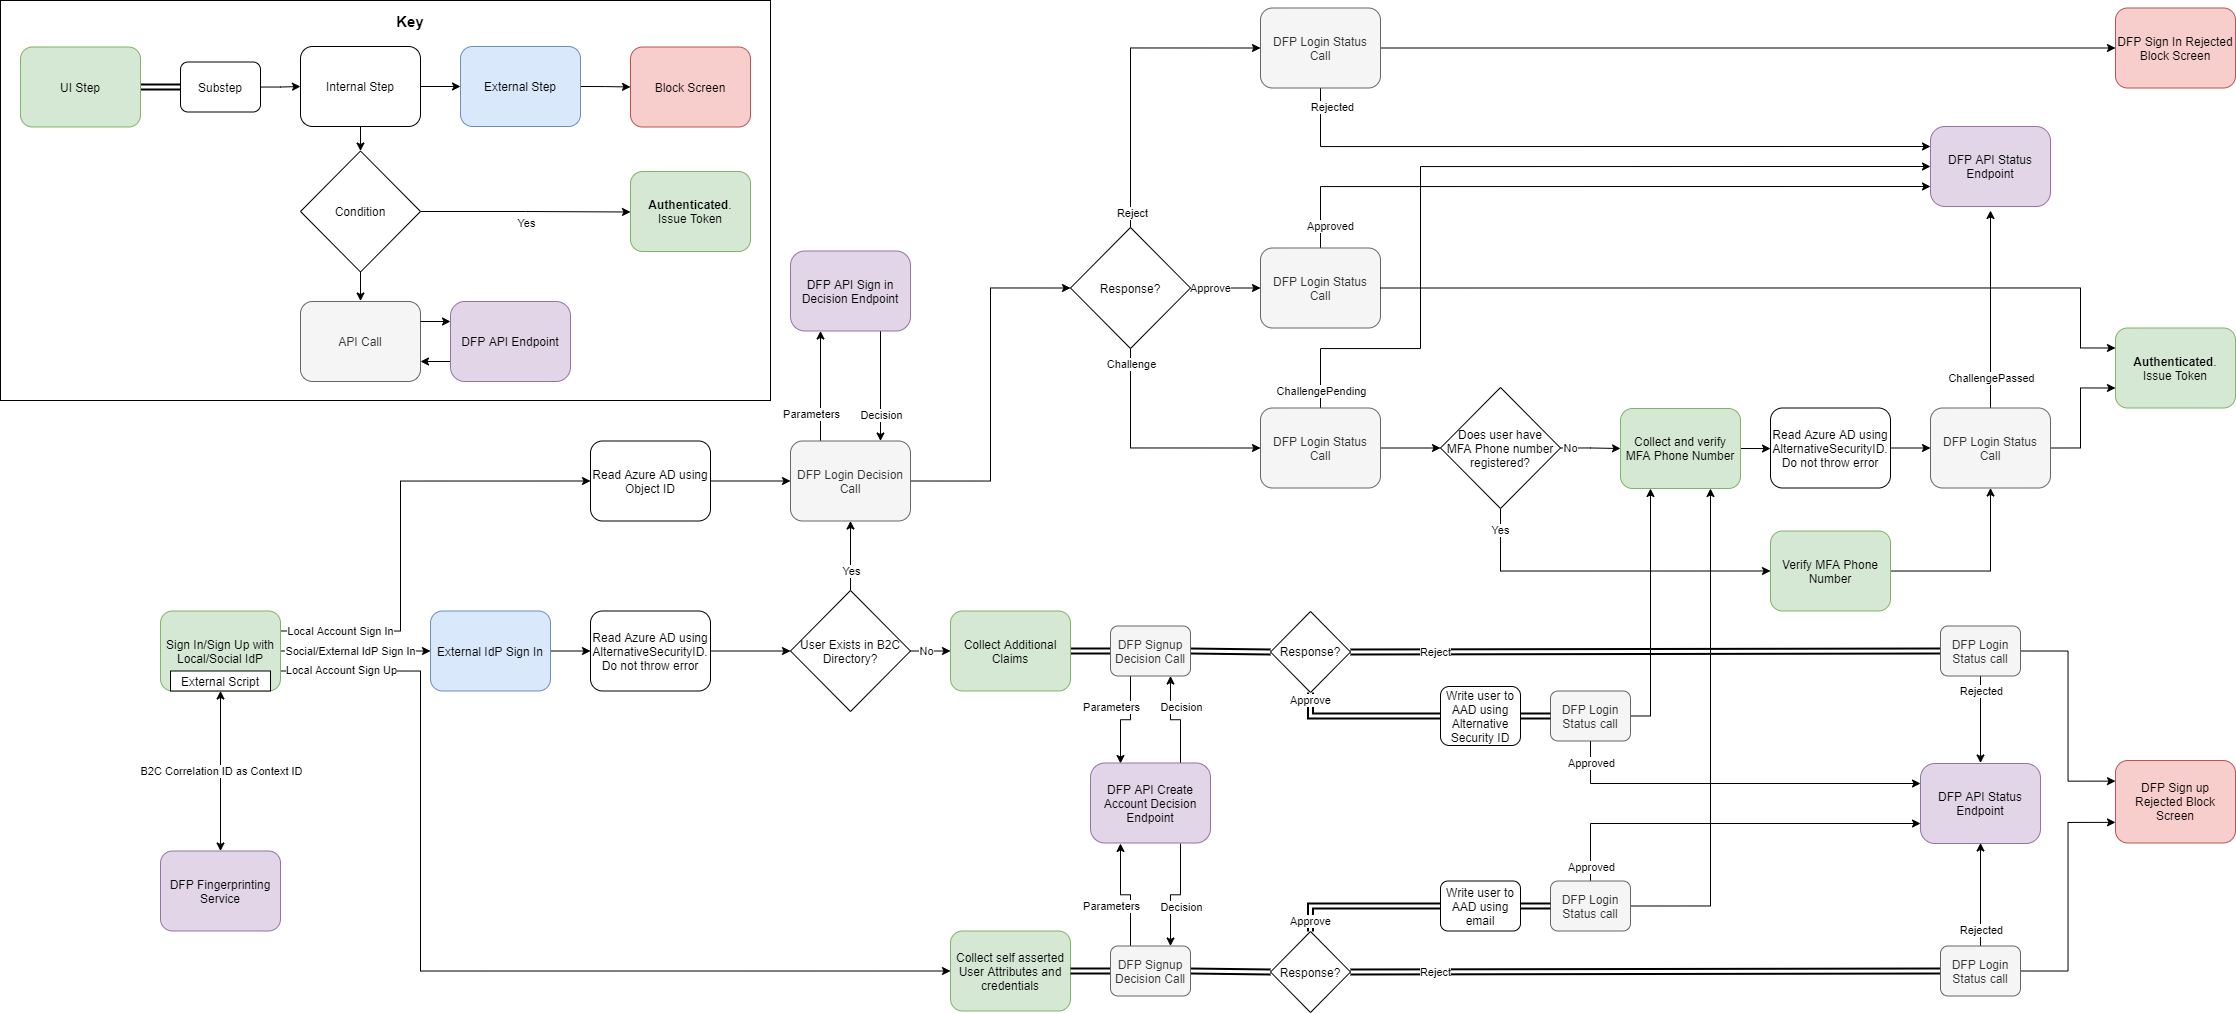 Key
UI Step
Substep
Internal Step
External Step
Block Screen
Condition
Yes
Authenticated.
Issue Token
API Call
DFP API Endpoint
DFP Login Status
Call
DFP Sign In Rejected
Block Screen
Rejected
DFP API Status
Endpoint
Reject
Approved
DFP API Sign in
Decision Endpoint
Response?
Approve
DFP Login Status
Call
Authenticated.
Issue Token
Challenge
ChallengePending
ChallengePassed
Parameters
Decision
Read Azure AD using
Object ID
DFP Login Decision
Call
DFP Login Status
Call
Does user have
MFA Phone number
registered?
No
Collect and verify
MFA Phone Number
Read Azure AD using
AlternativeSecurityID.
Do not throw error
DFP Login Status
Call
Yes
Verify MFA Phone
Number
Yes
Sign In/Sign Up with
Local/Social IdP
External Script
Local Account Sign In
Social/External IdP Sign In
Local Account Sign Up
External IdP Sign In
Read Azure AD using
AlternativeSecurityID.
Do not throw error
User Exists in B2C
Directory?
No
Collect Additional
Claims
DFP Signup
Decision Call
Response?
Reject
DFP Login
Status call
Rejected
Approve
Write user to
AAD using
Alternative
Security ID
DFP Login
Status call
Parameters
Decision
Approved
B2C Correlation ID as Context ID
DFP API Create
Account Decision
Endpoint
DFP API Status
Endpoint
DFP Sign up
Rejected Block
Screen
DFP Fingerprinting
Service
Approved
Parameters
Decision
Approve
Write user to
AAD using
email
DFP Login
Status call
Rejected
Collect self asserted
User Attributes and
credentials
DFP Signup
Decision Call
Response?
Reject
DFP Login
Status call